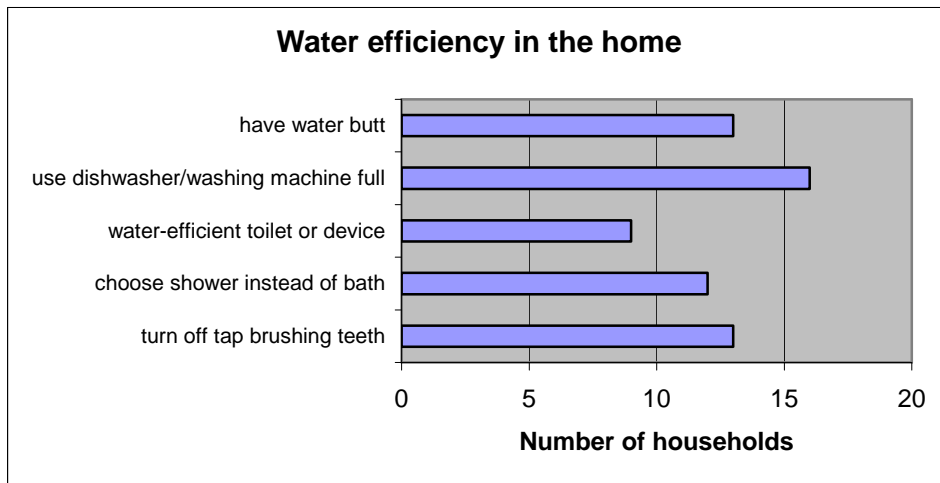 Water efficiency in the home
have water butt
use dishwasher/washing machine full
water-efficient toilet or device
choose shower instead of bath
turn off tap brushing teeth
0 5 10 15 20
Number of households